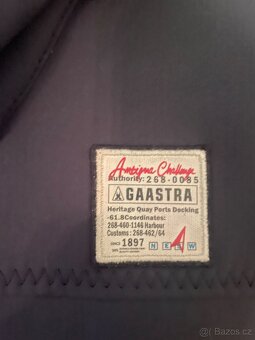 Antigua Challenge
Authority: 268-0085
GAASTRA
Heritage Quay Ports Docking
-61.8Coordinates:
268-460-1146 Harbour
Customs: 268-462/64
SINCE 1897
N E S W
bazos.cz